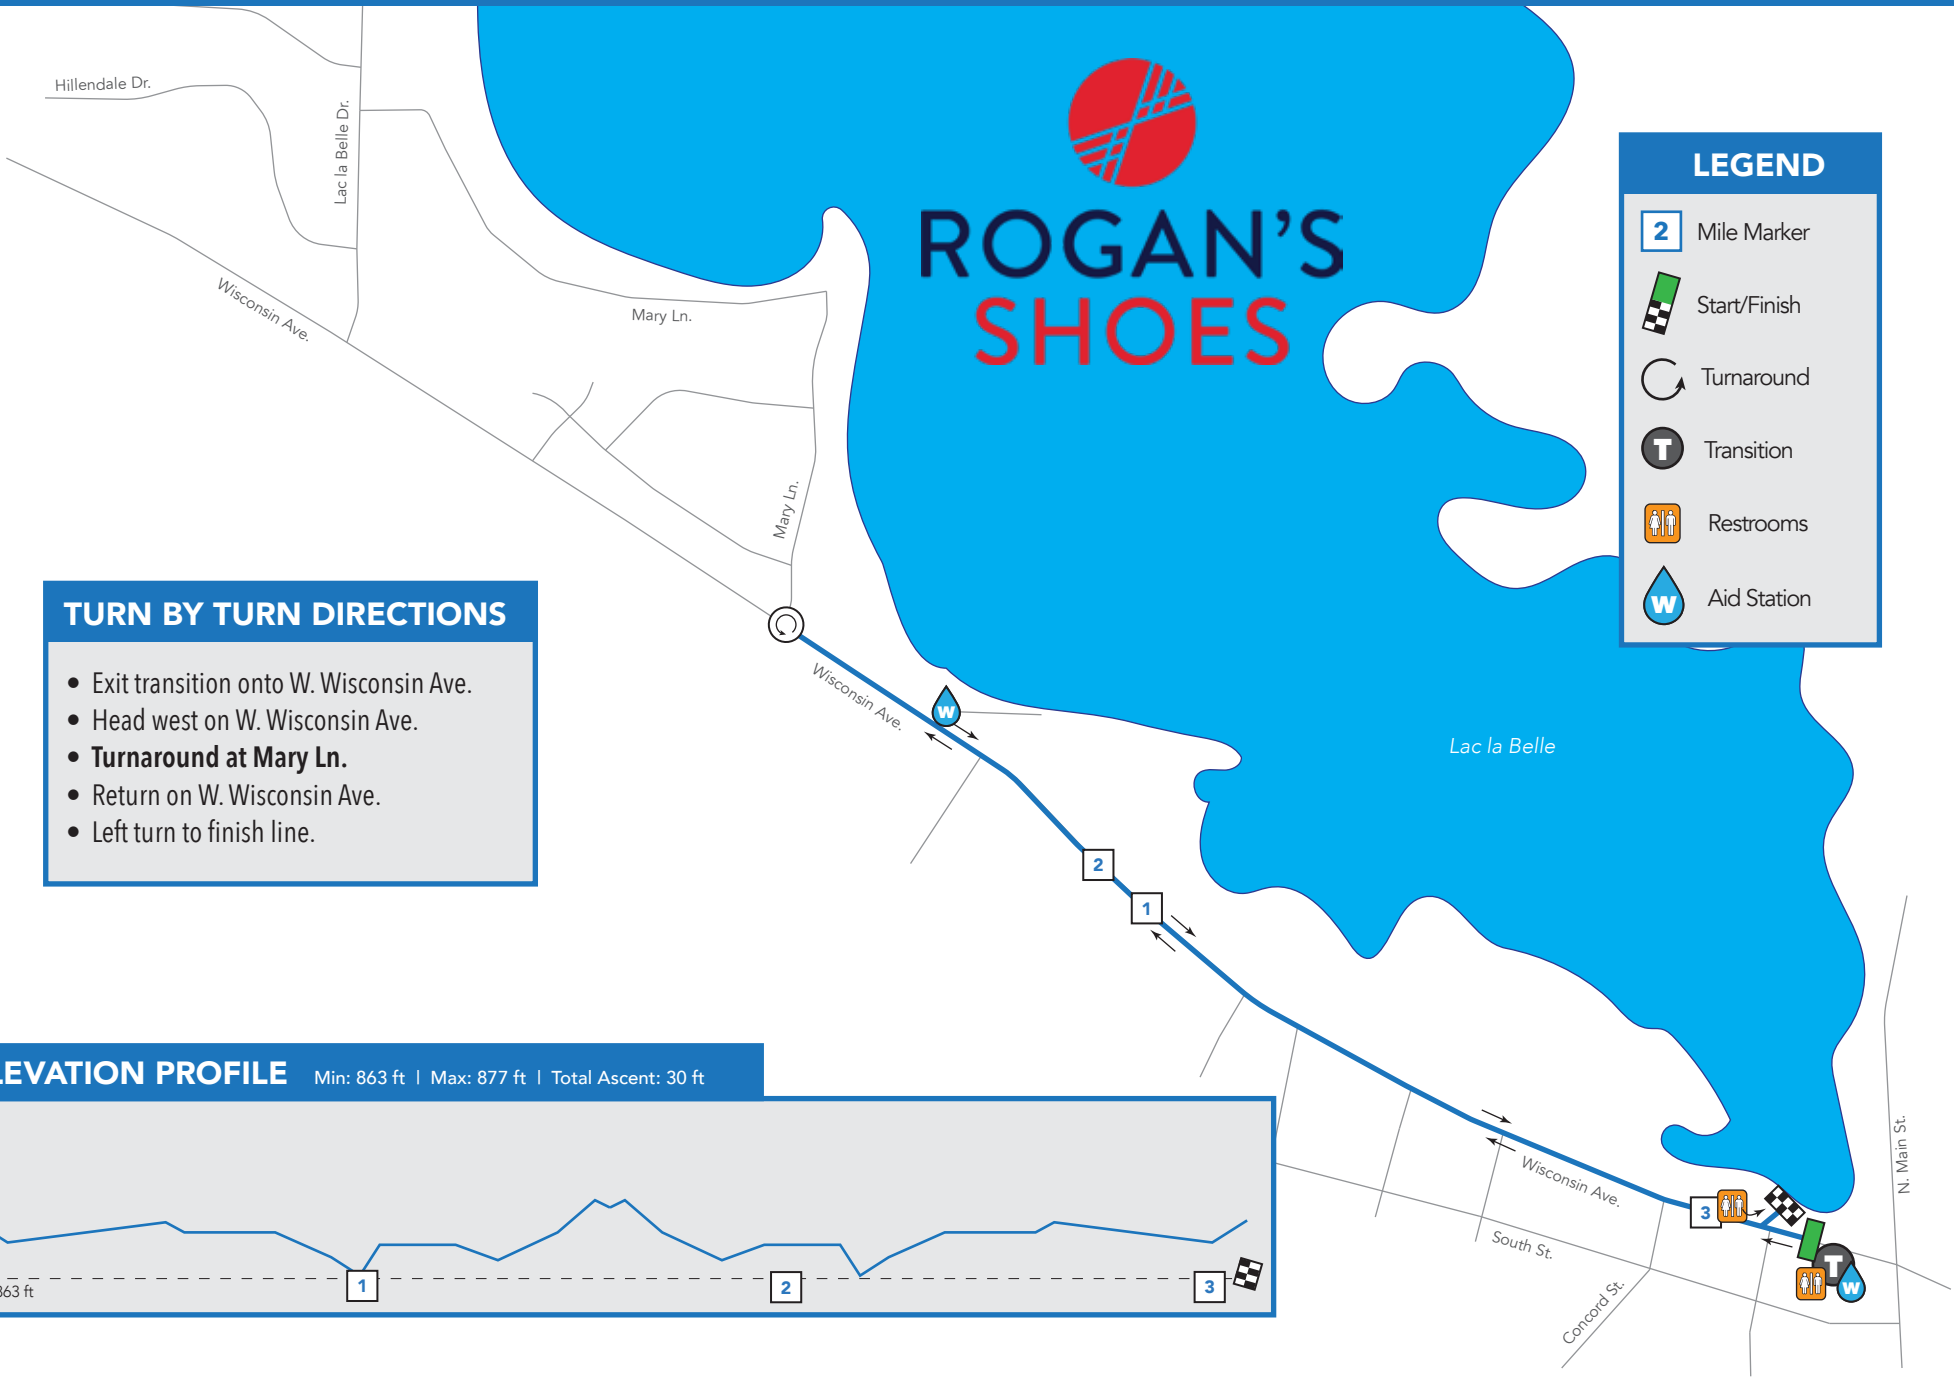 Hillendale Dr.
Lac la Belle Dr.
Wisconsin Ave.
Mary Ln.
Mary Ln.
ROGAN'S
SHOES
LEGEND
2 Mile Marker
Start/Finish
Turnaround
T Transition
Restrooms
W Aid Station
TURN BY TURN DIRECTIONS
• Exit transition onto W. Wisconsin Ave.
• Head west on W. Wisconsin Ave.
• Turnaround at Mary Ln.
• Return on W. Wisconsin Ave.
• Left turn to finish line.
Wisconsin Ave.
W
Lac la Belle
2
1
Wisconsin Ave.
3
South St.
Concord St.
N. Main St.
T
W
LEVATION PROFILE Min: 863 ft | Max: 877 ft | Total Ascent: 30 ft
863 ft
1
2
3